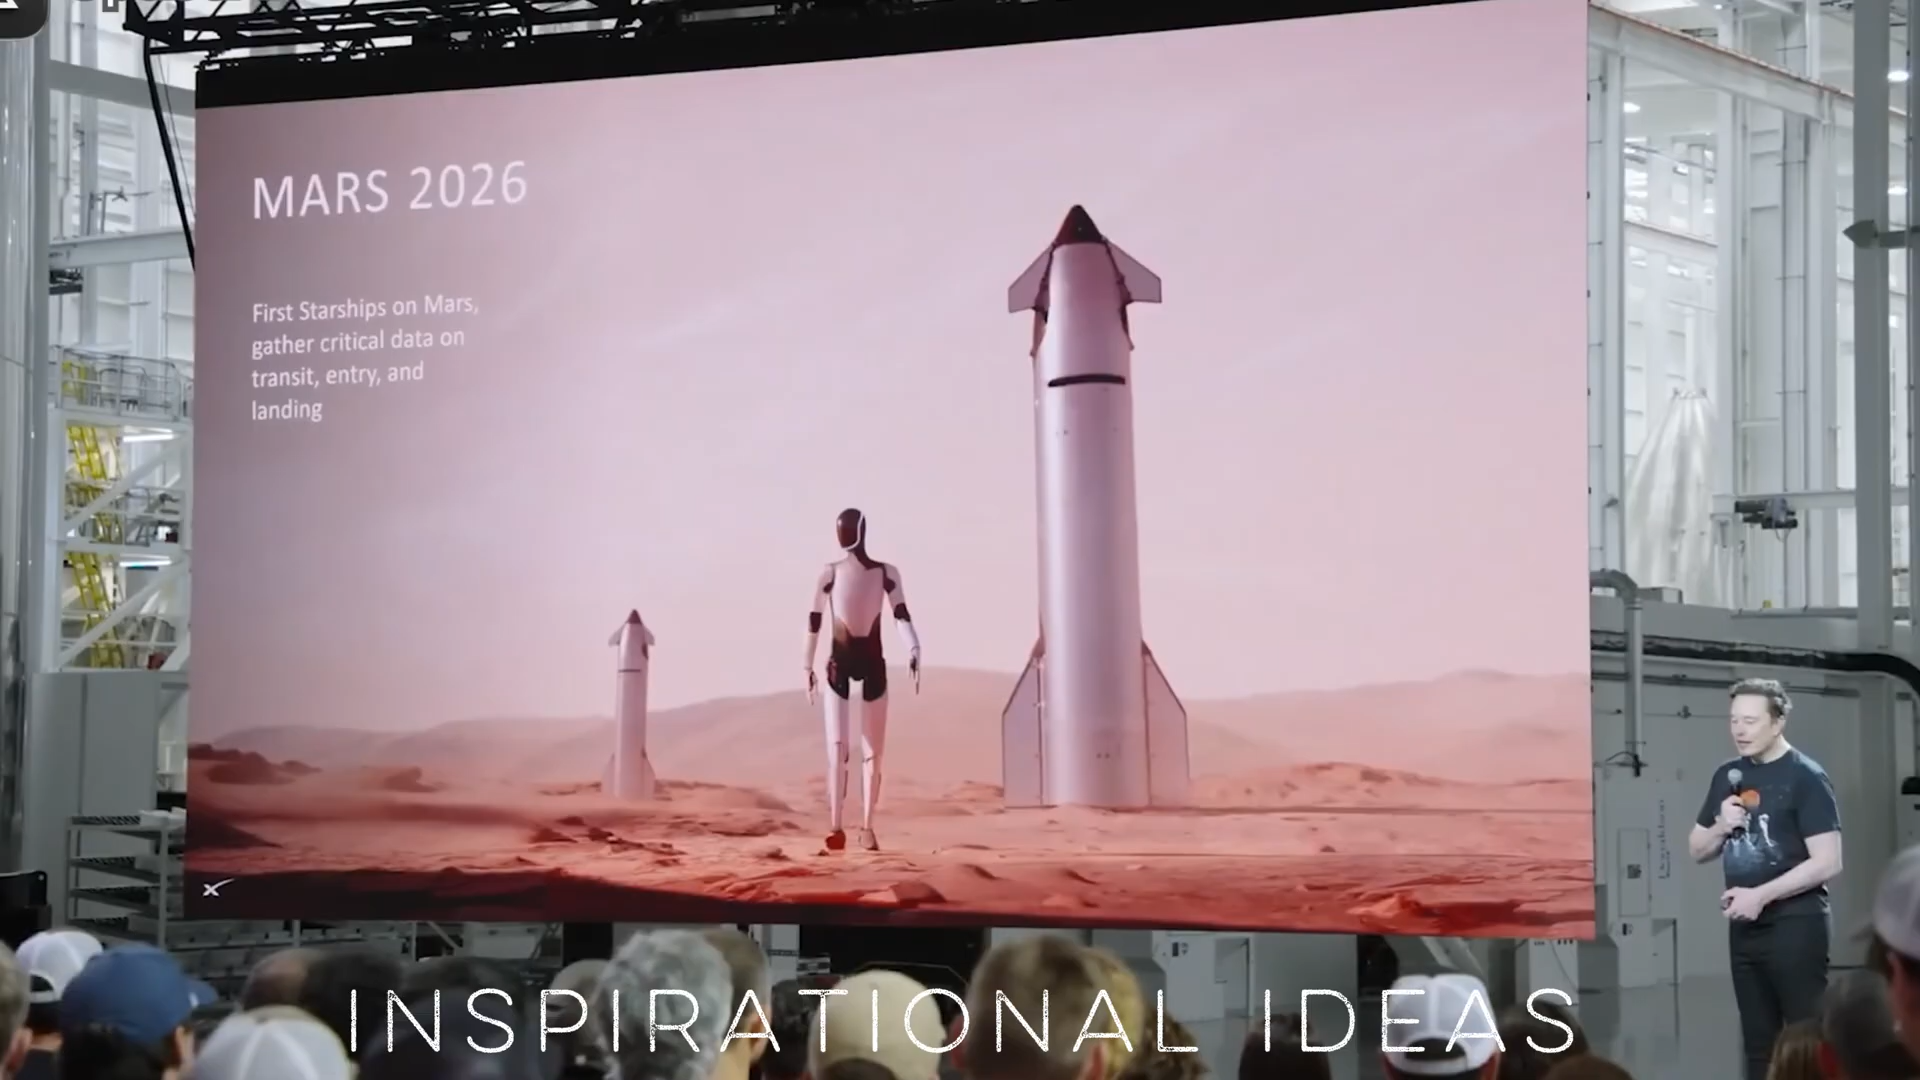 MARS 2026
First Starships on Mars,
gather critical data on
transit, entry, and
landing
INSPIRATIONAL IDEAS